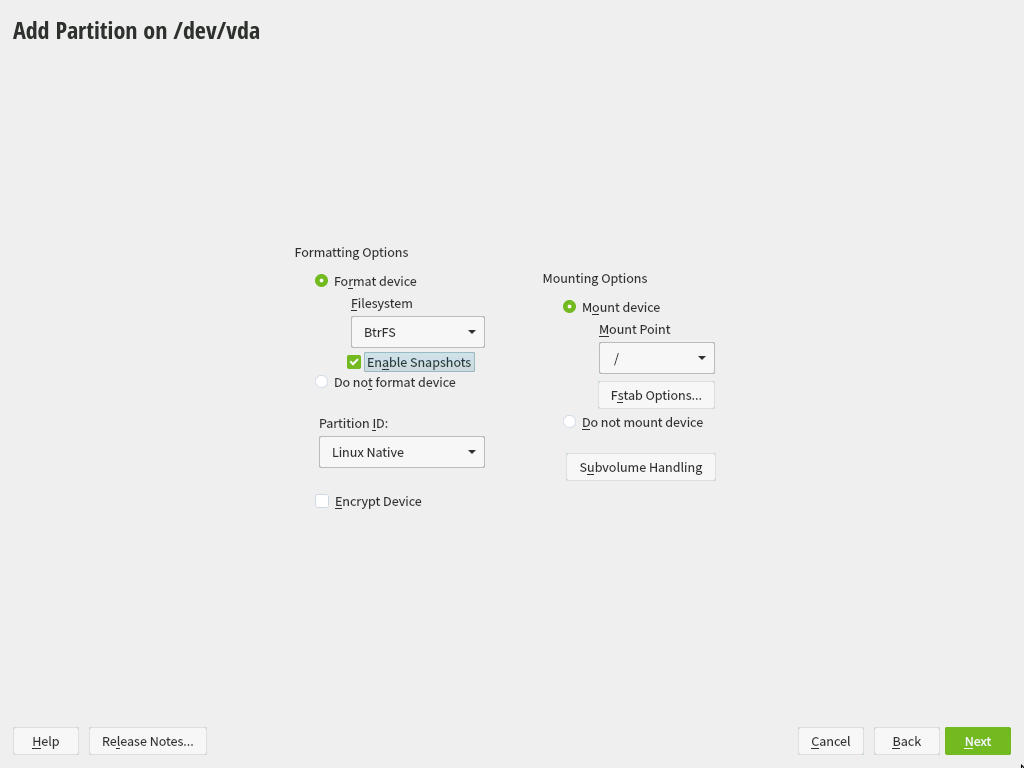 Add Partition on /dev/vda
Formatting Options
Format device
Filesystem
BtrFS
Enable Snapshots
Do not format device
Partition ID:
Linux Native
Encrypt Device
Mounting Options
Mount device
Mount Point
/
Fstab Options...
Do not mount device
Subvolume Handling
Help
Release Notes...
Cancel
Back
Next